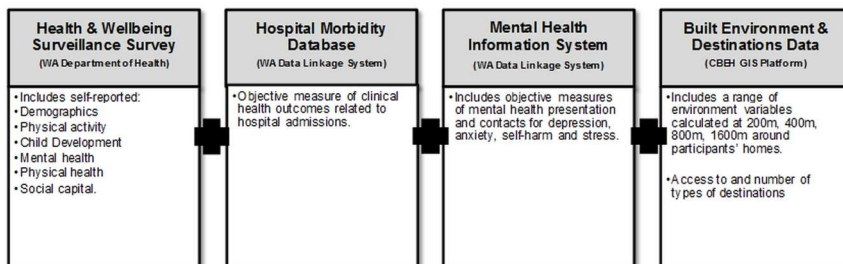 Health & Wellbeing
Surveillance Survey
(WA Department of Health)
•Includes self-reported:
•Demographics
•Physical activity
•Child Development
•Mental health
•Physical health
•Social capital.
Hospital Morbidity
Database
(WA Data Linkage System)
•Objective measure of clinical
health outcomes related to
hospital admissions.
Mental Health
Information System
(WA Data Linkage System)
•Includes objective measures
of mental health presentation
and contacts for depression,
anxiety, self-harm and stress.
Built Environment &
Destinations Data
(CBEH GIS Platform)
•Includes a range of
environment variables
calculated at 200m, 400m,
800m, 1600m around
participants' homes.
•Access to and number of
types of destinations